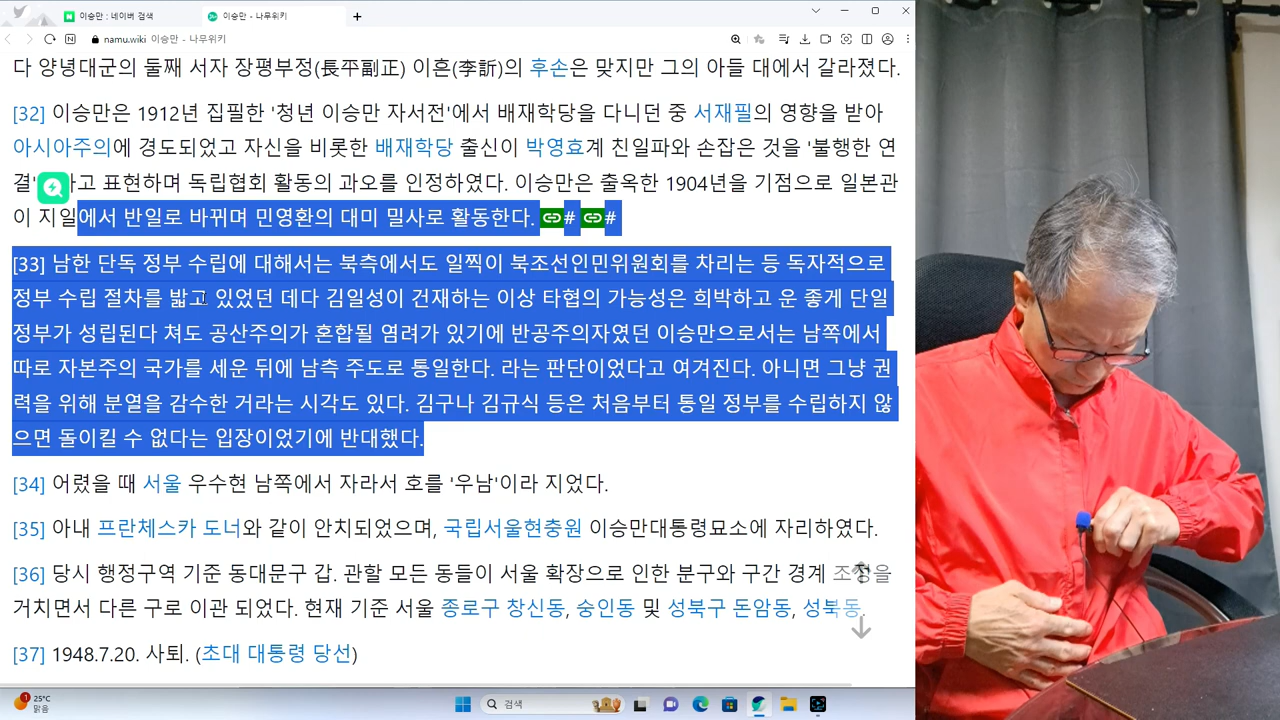 이승만 : 네이버 검색
이승만 - 나무위키
namu.wiki 이승만 - 나무위키
다 양녕대군의 둘째 서자 장평부정(長平副正) 이흔(李訢)의 후손은 맞지만 그의 아들 대에서 갈라졌다.
[32] 이승만은 1912년 집필한 '청년 이승만 자서전'에서 배재학당을 다니던 중 서재필의 영향을 받아
아시아주의에 경도되었고 자신을 비롯한 배재학당 출신이 박영효계 친일파와 손잡은 것을 '불행한 연
결' 고 표현하며 독립협회 활동의 과오를 인정하였다. 이승만은 출옥한 1904년을 기점으로 일본관
이 지일에서 반일로 바뀌며 민영환의 대미 밀사로 활동한다. # #
[33] 남한 단독 정부 수립에 대해서는 북측에서도 일찍이 북조선인민위원회를 차리는 등 독자적으로
정부 수립 절차를 밟고 있었던 데다 김일성이 건재하는 이상 타협의 가능성은 희박하고 운 좋게 단일
정부가 성립된다 쳐도 공산주의가 혼합될 염려가 있기에 반공주의자였던 이승만으로서는 남쪽에서
따로 자본주의 국가를 세운 뒤에 남측 주도로 통일한다. 라는 판단이었다고 여겨진다. 아니면 그냥 권
력을 위해 분열을 감수한 거라는 시각도 있다. 김구나 김규식 등은 처음부터 통일 정부를 수립하지 않
으면 돌이킬 수 없다는 입장이었기에 반대했다.
[34] 어렸을 때 서울 우수현 남쪽에서 자라서 호를 '우남'이라 지었다.
[35] 아내 프란체스카 도너와 같이 안치되었으며, 국립서울현충원 이승만대통령묘소에 자리하였다.
[36] 당시 행정구역 기준 동대문구 갑. 관할 모든 동들이 서울 확장으로 인한 분구와 구간 경계 조정을
거치면서 다른 구로 이관 되었다. 현재 기준 서울 종로구 창신동, 숭인동 및 성북구 돈암동, 성북동.
[37] 1948.7.20. 사퇴. (초대 대통령 당선)
1
25°C
맑음
검색